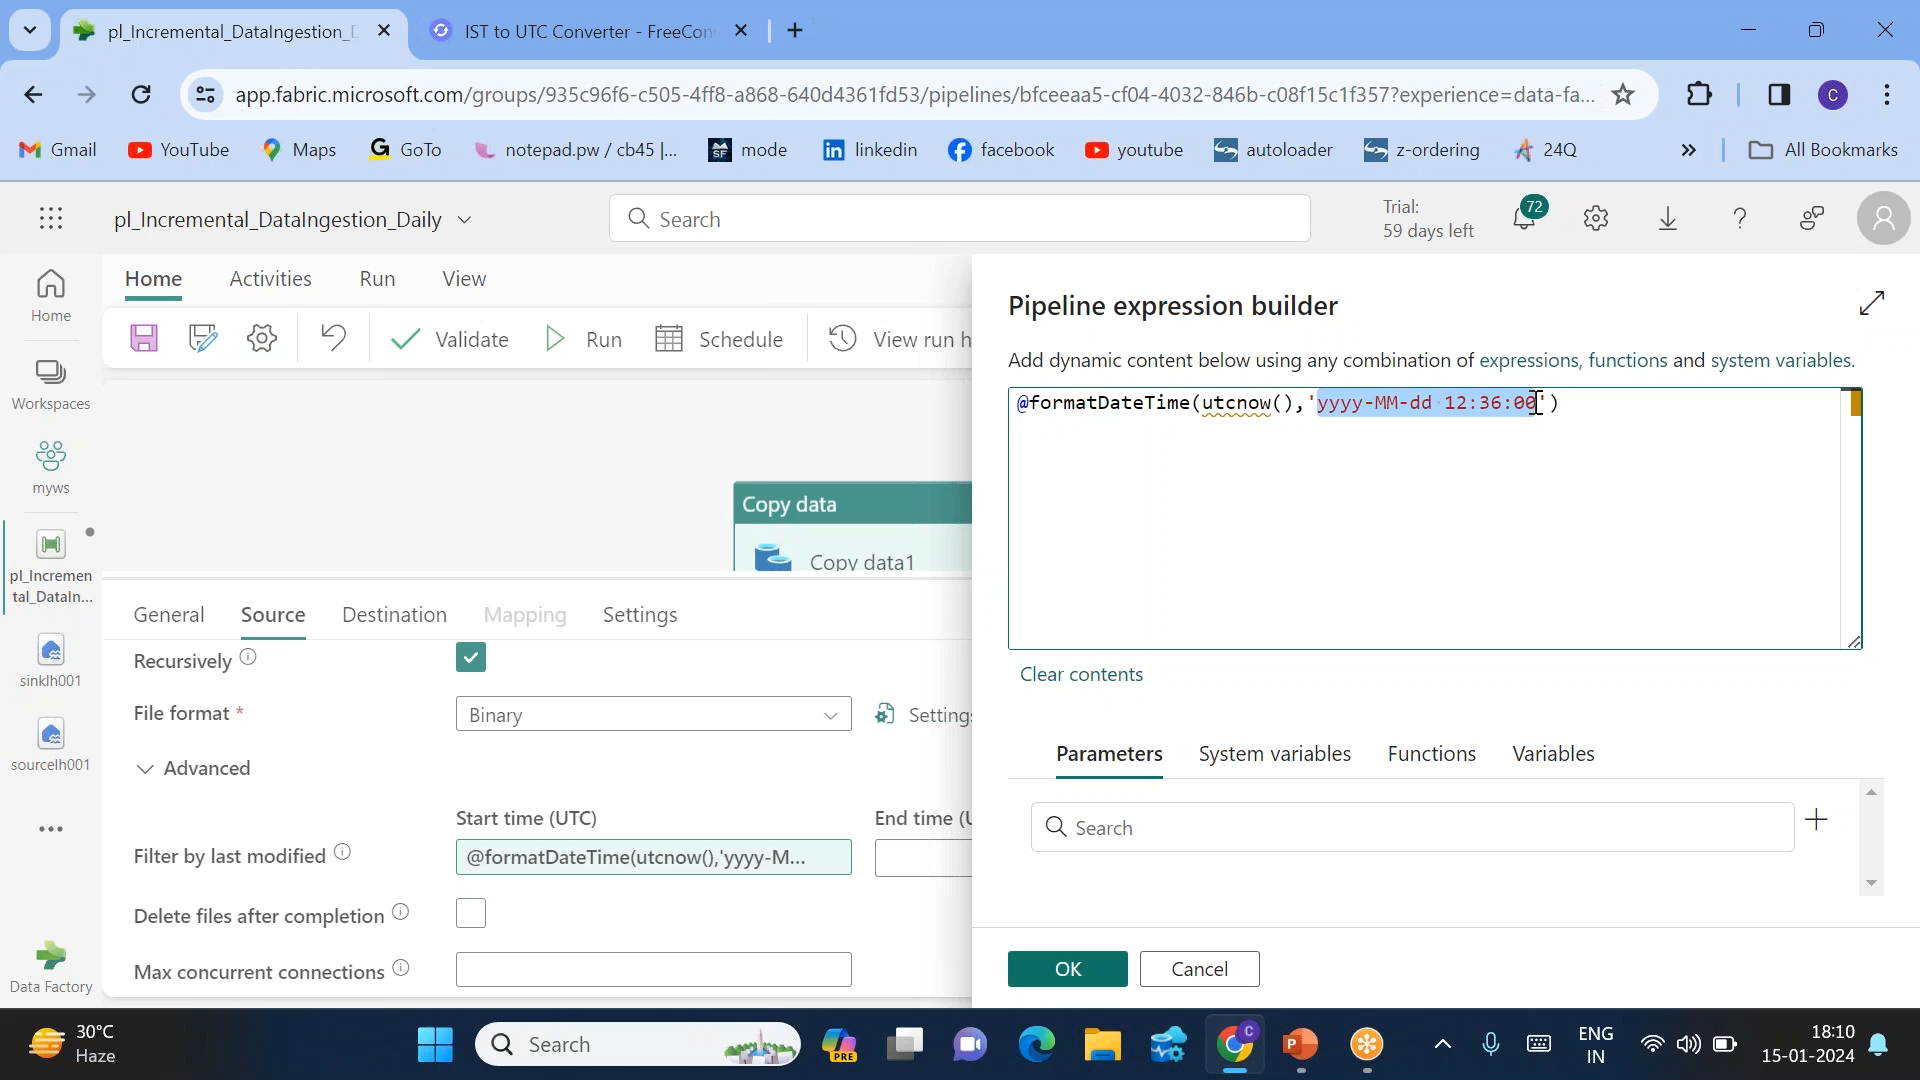 pl_Incremental_DataIngestion_D
IST to UTC Converter - FreeCon
app.fabric.microsoft.com/groups/935c96f6-c505-4ff8-a868-640d4361fd53/pipelines/bfceeaa5-cf04-4032-846b-c08f15c1f357?experience=data-fa...
C
Gmail
YouTube
Maps
GoTo
notepad.pw / cb45 |...
mode
linkedin
facebook
youtube
autoloader
z-ordering
24Q
All Bookmarks
pl_Incremental_DataIngestion_Daily
Search
Trial:
59 days left
72
Home
Workspaces
myws
pl_Incremen
tal_DataIn...
sinklh001
sourcelh001
Data Factory
Home
Activities
Run
View
Validate
Run
Schedule
View run h
Copy data
Copy data1
General
Source
Destination
Mapping
Settings
Recursively
File format *
Binary
Settings
Advanced
Start time (UTC)
End time (U
Filter by last modified
@formatDateTime(utcnow(),'yyyy-M...
Delete files after completion
Max concurrent connections
Pipeline expression builder
Add dynamic content below using any combination of expressions, functions and system variables.
@formatDateTime(utcnow(),'yyyy-MM-dd 12:36:00')
Clear contents
Parameters
System variables
Functions
Variables
Search
OK
Cancel
30°C
Haze
Search
PRE
C
ENG
IN
18:10
15-01-2024